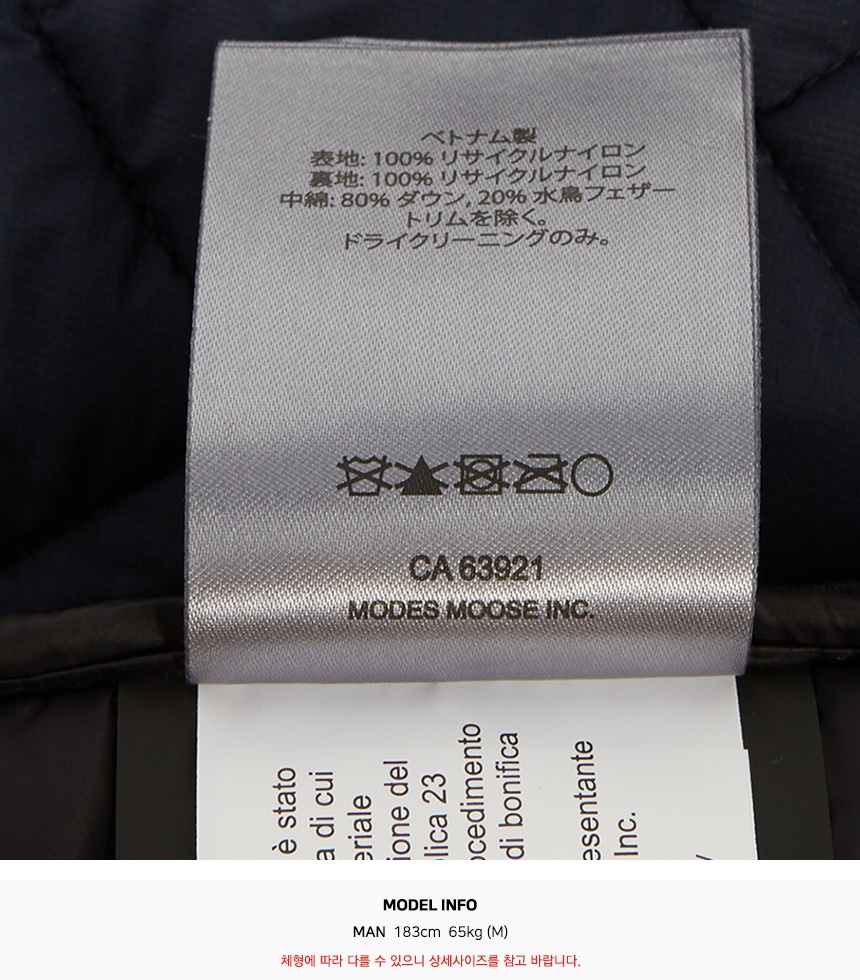 ベトナム製
表地: 100% リサイクルナイロン
裏地: 100% リサイクルナイロン
中綿: 80% ダウン, 20% 水鳥フェザー
トリムを除く。
ドライクリーニングのみ。
CA 63921
MODES MOOSE INC.
è stato
a di cui
eriale
ione del
lica 23
ocedimento
di bonifica
esentante
Inc.
MODEL INFO
MAN 183cm 65kg (M)
체형에 따라 다를 수 있으니 상세사이즈를 참고 바랍니다.